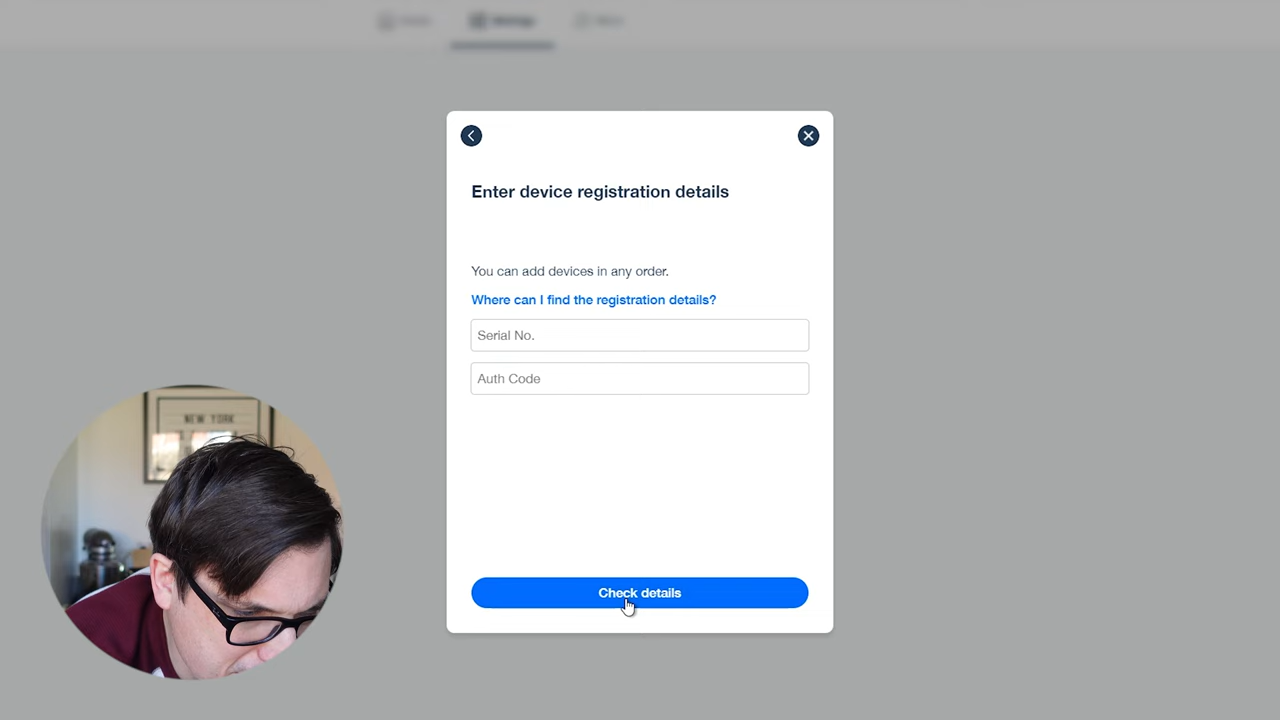 Enter device registration details
You can add devices in any order.
Where can I find the registration details?
Serial No.
Auth Code
Check details
NEW YORK